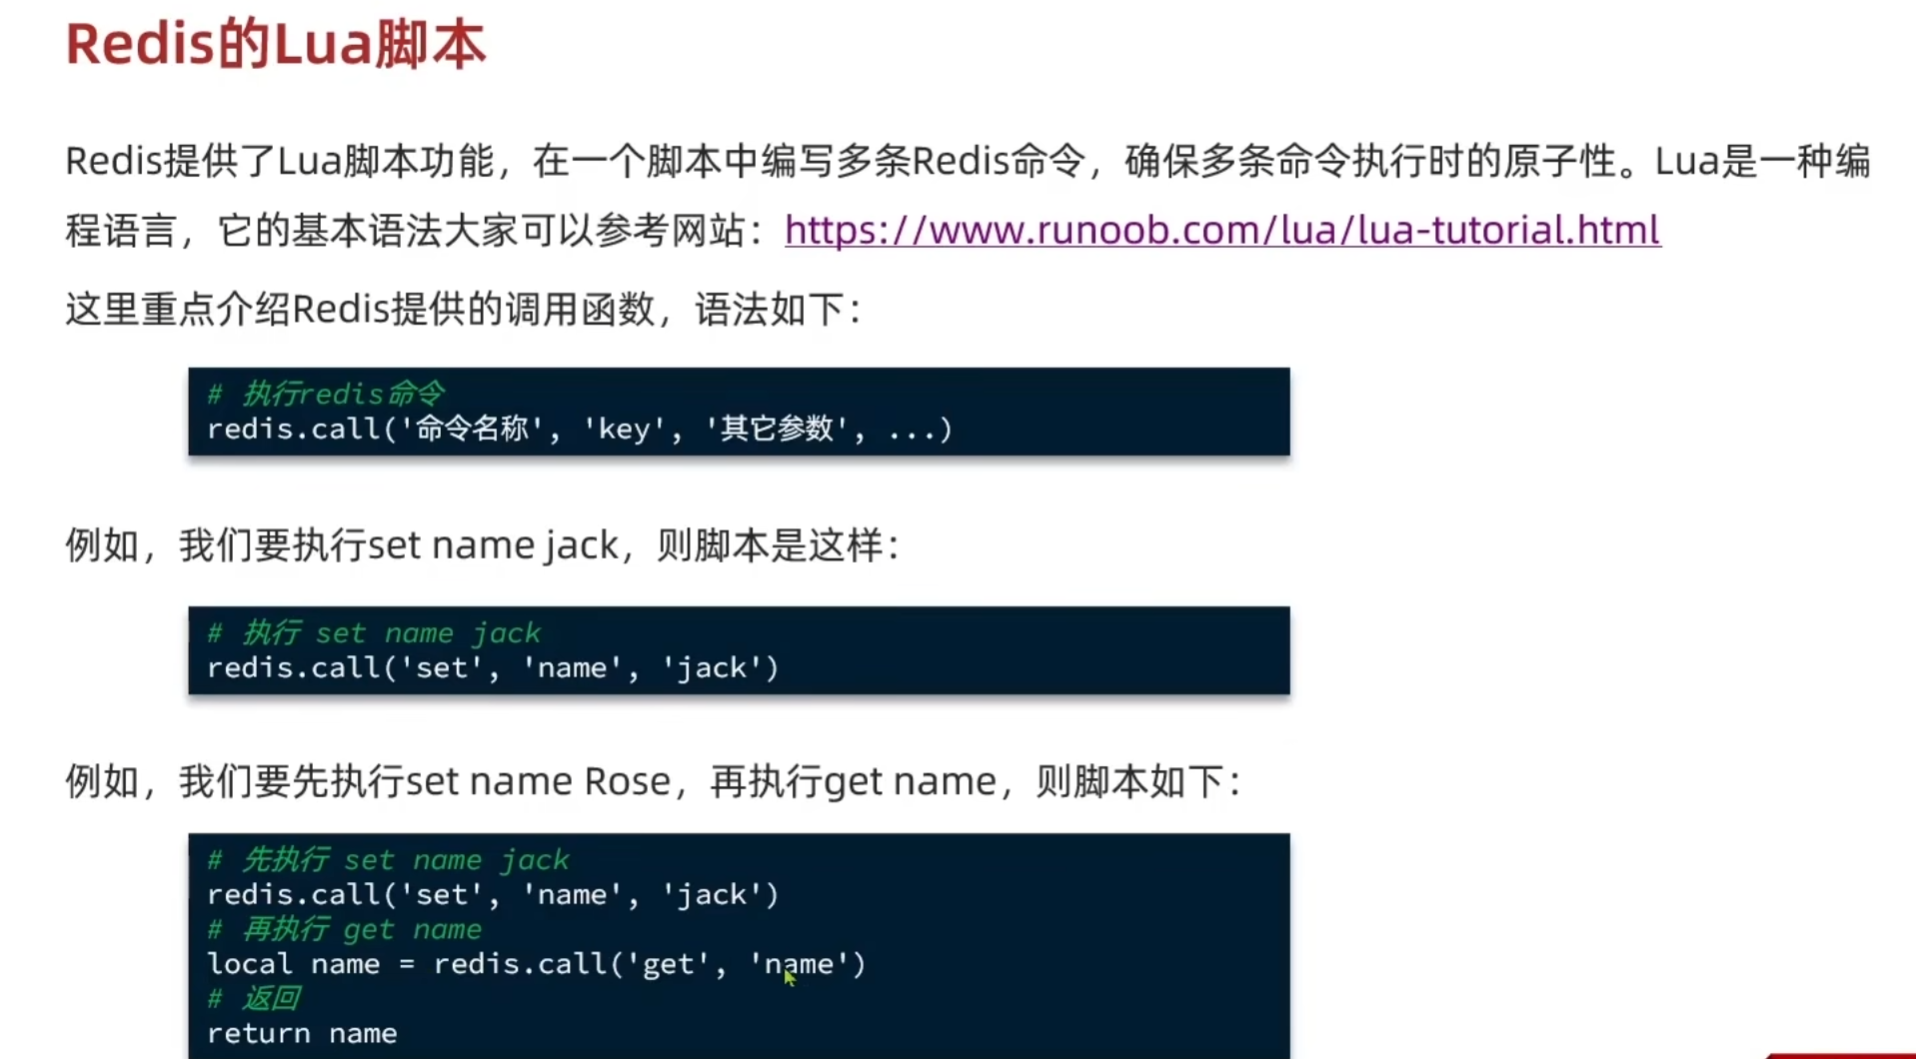 Redis的Lua脚本
Redis提供了Lua脚本功能，在一个脚本中编写多条Redis命令，确保多条命令执行时的原子性。Lua是一种编
程语言，它的基本语法大家可以参考网站：https://www.runoob.com/lua/lua-tutorial.html
这里重点介绍Redis提供的调用函数，语法如下：
# 执行redis命令
redis.call('命令名称', 'key', '其它参数', ...)
例如，我们要执行set name jack，则脚本是这样：
# 执行 set name jack
redis.call('set', 'name', 'jack')
例如，我们要先执行set name Rose，再执行get name，则脚本如下：
# 先执行 set name jack
redis.call('set', 'name', 'jack')
# 再执行 get name
local name = redis.call('get', 'name')
# 返回
return name